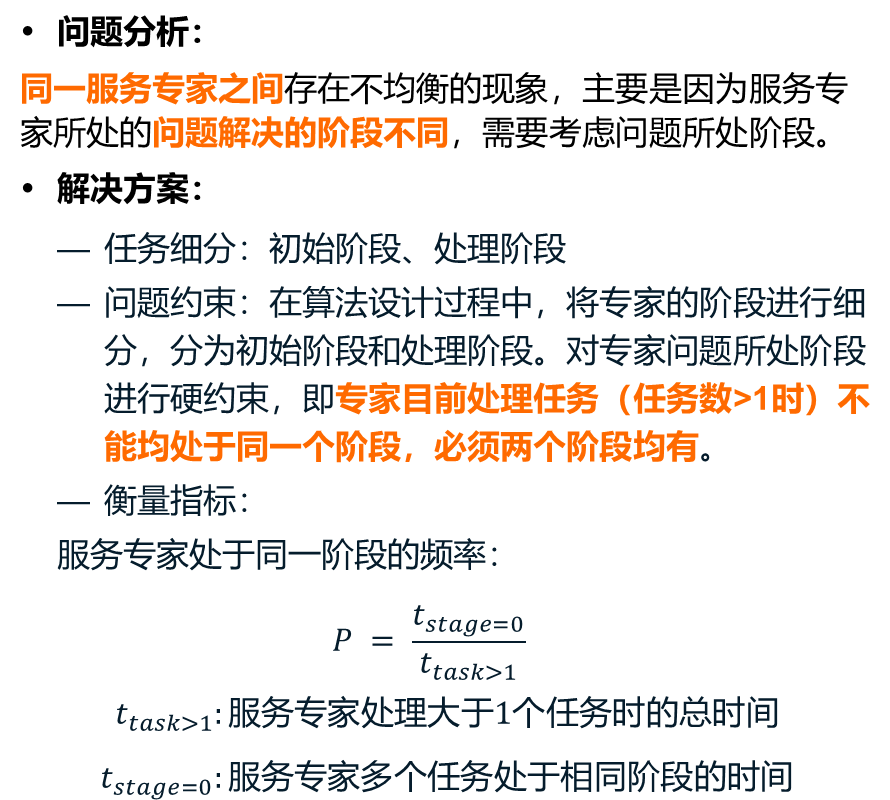 • 问题分析：
同一服务专家之间存在不均衡的现象，主要是因为服务专
家所处的问题解决的阶段不同，需要考虑问题所处阶段。
• 解决方案：
— 任务细分：初始阶段、处理阶段
— 问题约束：在算法设计过程中，将专家的阶段进行细
分，分为初始阶段和处理阶段。对专家问题所处阶段
进行硬约束，即专家目前处理任务（任务数>1时）不
能均处于同一个阶段，必须两个阶段均有。
— 衡量指标：
服务专家处于同一阶段的频率：
P = t_{stage=0} / t_{task>1}
t_{task>1}：服务专家处理大于1个任务时的总时间
t_{stage=0}：服务专家多个任务处于相同阶段的时间